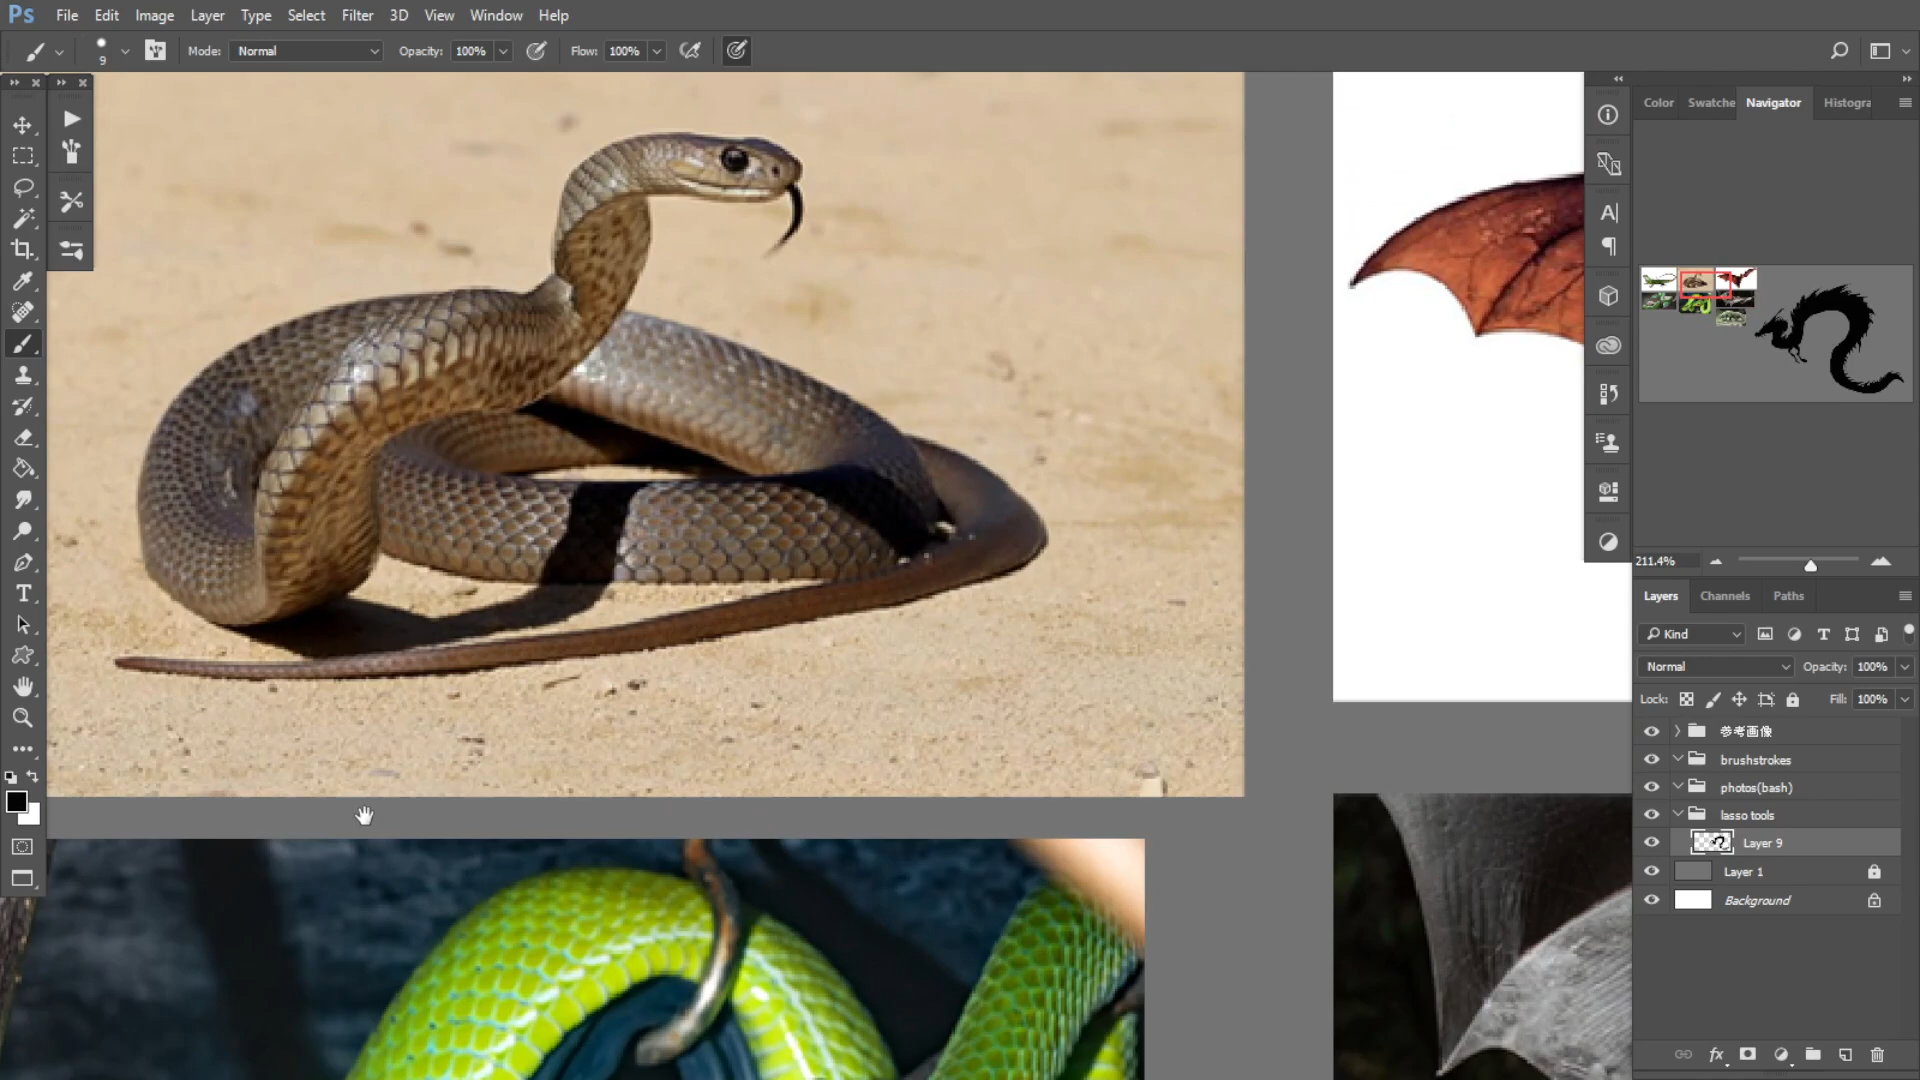 Ps File Edit Image Layer Type Select Filter 3D View Window Help
9 Mode: Normal Opacity: 100% Flow: 100%
Color Swatche Navigator Histogra
211.4%
Layers Channels Paths
Kind
Normal Opacity: 100%
Lock: Fill: 100%
参考画像
brushstrokes
photos(bash)
lasso tools
Layer 9
Layer 1
Background
fx